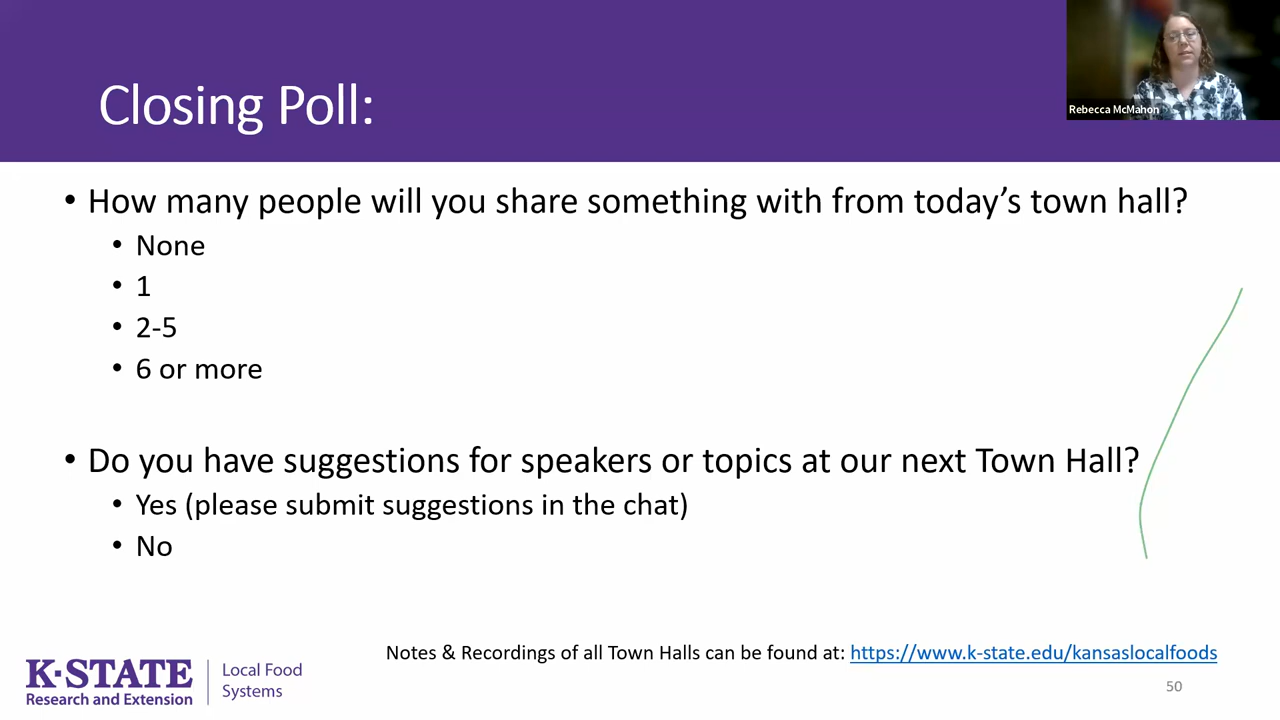 Closing Poll:
Rebecca McMahon
• How many people will you share something with from today's town hall?
• None
• 1
• 2-5
• 6 or more
• Do you have suggestions for speakers or topics at our next Town Hall?
• Yes (please submit suggestions in the chat)
• No
Notes & Recordings of all Town Halls can be found at: https://www.k-state.edu/kansaslocalfoods
K-STATE
Research and Extension
Local Food
Systems
50